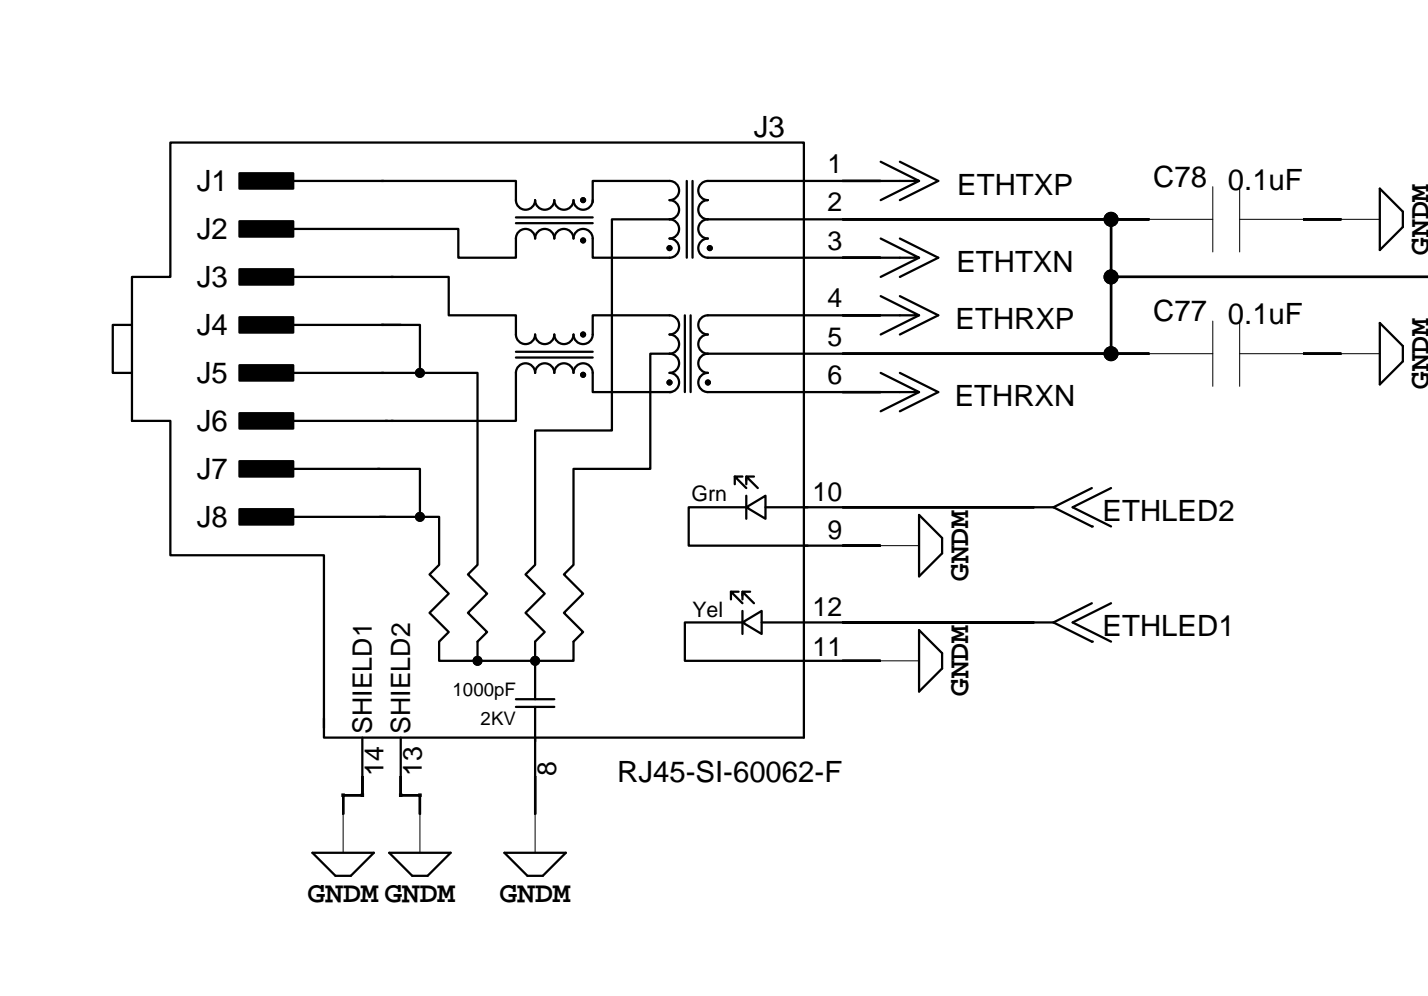 J3
J1
J2
J3
J4
J5
J6
J7
J8
1
2
3
4
5
6
ETHTXP
ETHTXN
ETHRXP
ETHRXN
C78 0.1uF
GNDM
C77 0.1uF
GNDM
Grn
10
9
ETHLED2
GNDM
Yel
12
11
ETHLED1
GNDM
SHIELD1
SHIELD2
1000pF
2KV
14
13
8
RJ45-SI-60062-F
GNDM
GNDM
GNDM